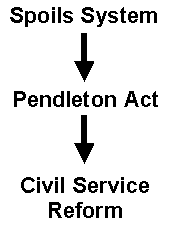 Spoils System
Pendleton Act
Civil Service
Reform